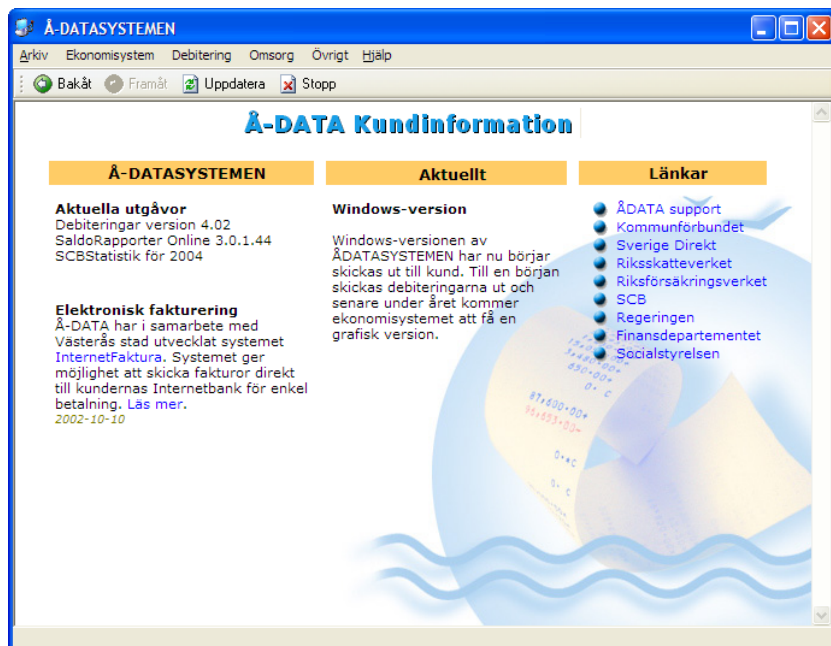 Å-DATASYSTEMEN
Arkiv Ekonomisystem Debitering Omsorg Övrigt Hjälp
Bakåt Framåt Uppdatera Stopp
Å-DATA Kundinformation
Å-DATASYSTEMEN
Aktuella utgåvor
Debiteringar version 4.02
SaldoRapporter Online 3.0.1.44
SCBStatistik för 2004
Elektronisk fakturering
Å-DATA har i samarbete med
Västerås stad utvecklat systemet
InternetFaktura. Systemet ger
möjlighet att skicka fakturor direkt
till kundernas Internetbank för enkel
betalning. Läs mer.
2002-10-10
Aktuellt
Windows-version
Windows-versionen av
ÅDATASYSTEMEN har nu börjar
skickas ut till kund. Till en början
skickas debiteringarna ut och
senare under året kommer
ekonomisystemet att få en
grafisk version.
Länkar
ÅDATA support
Kommunförbundet
Sverige Direkt
Riksskatteverket
Riksförsäkringsverket
SCB
Regeringen
Finansdepartementet
Socialstyrelsen
87,600·00+
0·*C
0· C